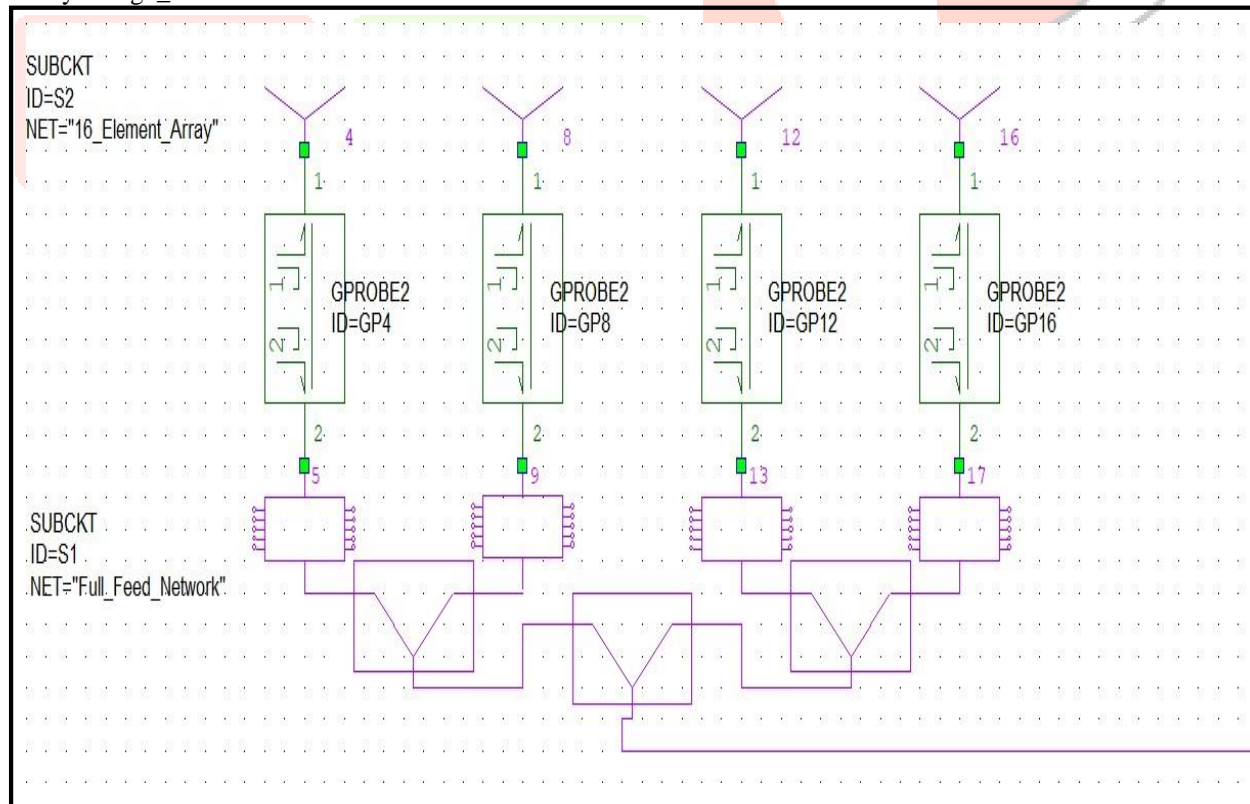 SUBCKT
ID=S2
NET="16_Element_Array"
4 8 12 16
1 1 1 1
1 1 1 1
GPROBE2 GPROBE2 GPROBE2 GPROBE2
ID=GP4 ID=GP8 ID=GP12 ID=GP16
2 2 2 2
2 2 2 2
5 9 13 17
SUBCKT
ID=S1
NET="Full_Feed_Network"